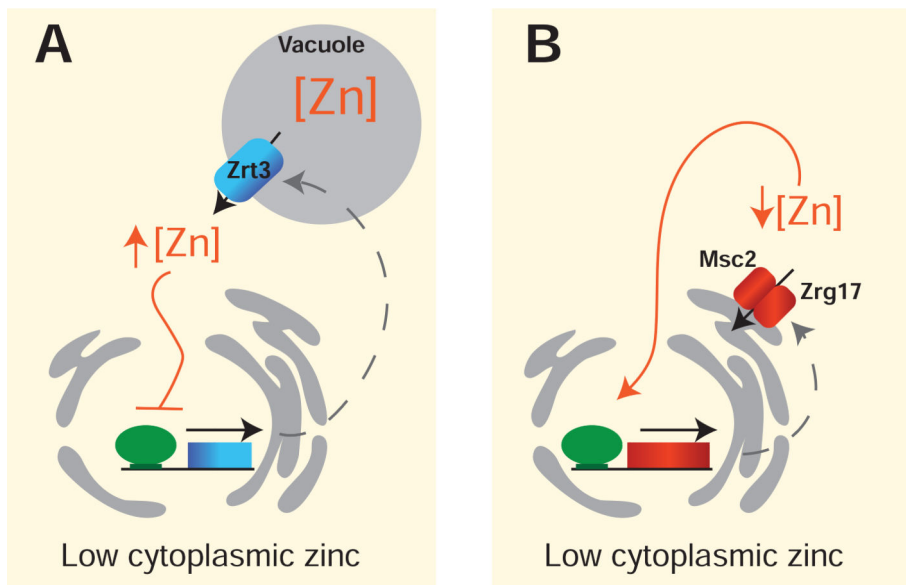 A
Vacuole
[Zn]
Zrt3
[Zn]
Low cytoplasmic zinc
B
[Zn]
Msc2
Zrg17
Low cytoplasmic zinc